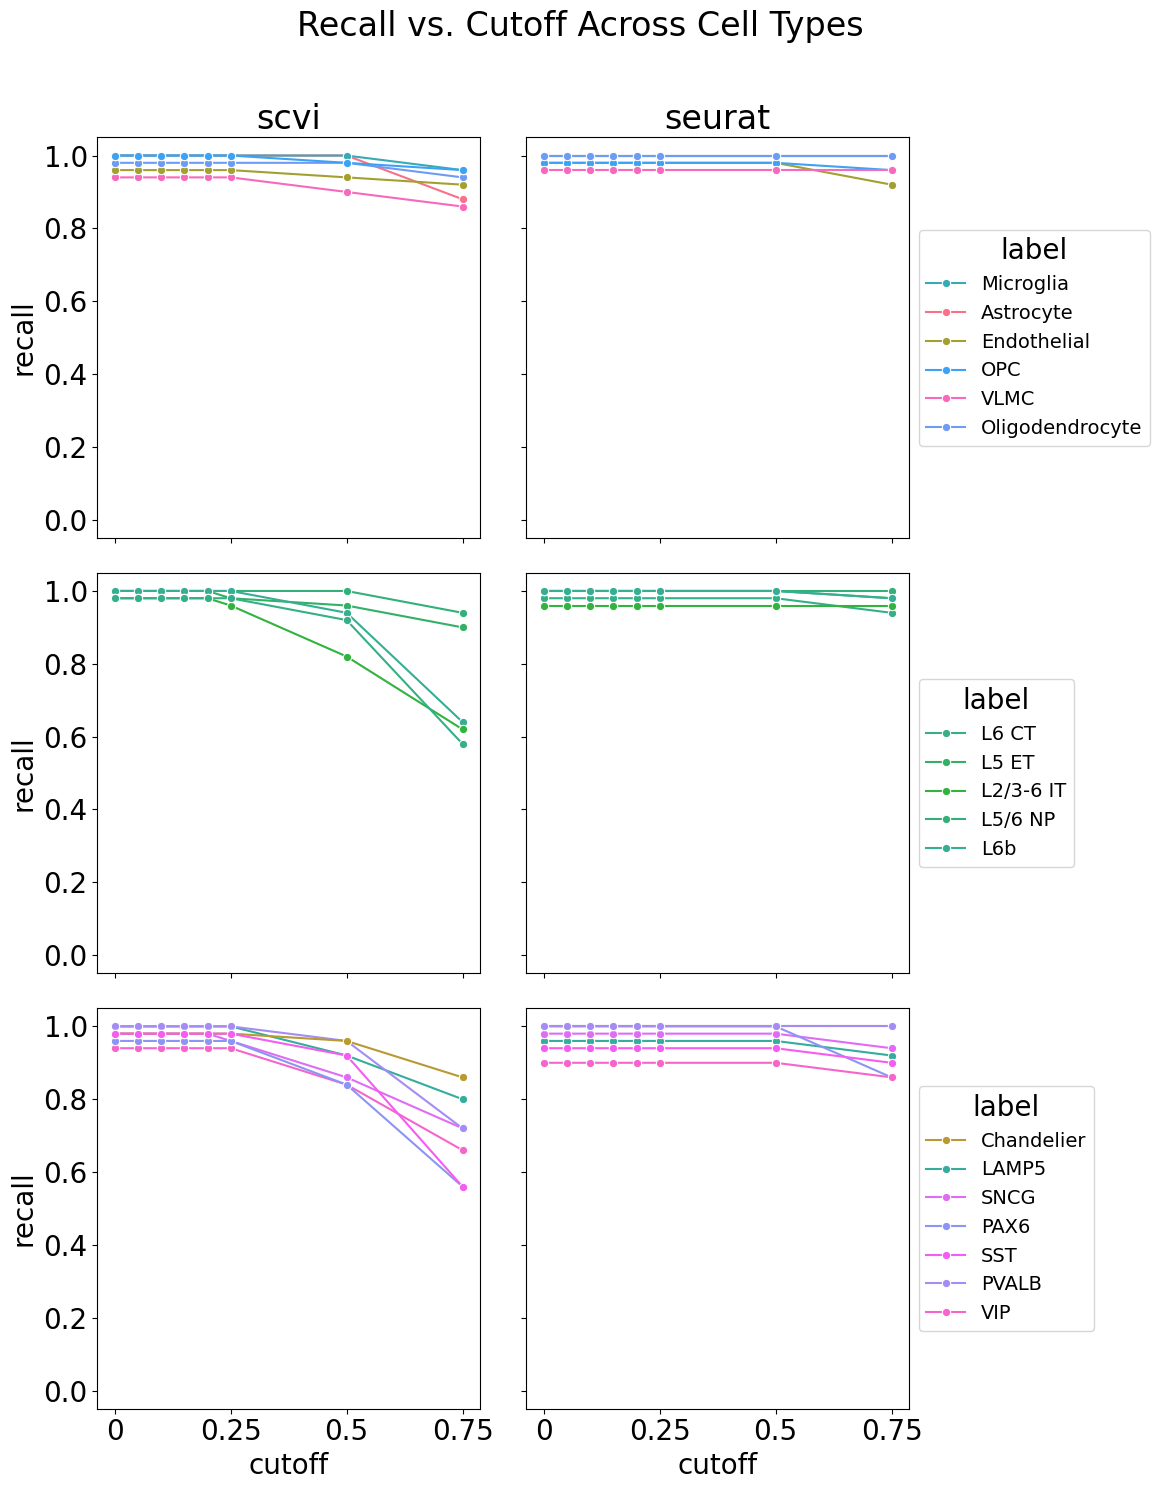 Recall vs. Cutoff Across Cell Types
scvi
seurat
1.0
0.8
0.6
0.4
0.2
0.0
recall
label
Microglia
Astrocyte
Endothelial
OPC
VLMC
Oligodendrocyte
1.0
0.8
0.6
0.4
0.2
0.0
recall
label
L6 CT
L5 ET
L2/3-6 IT
L5/6 NP
L6b
1.0
0.8
0.6
0.4
0.2
0.0
recall
label
Chandelier
LAMP5
SNCG
PAX6
SST
PVALB
VIP
0 0.25 0.5 0.75
0 0.25 0.5 0.75
cutoff
cutoff